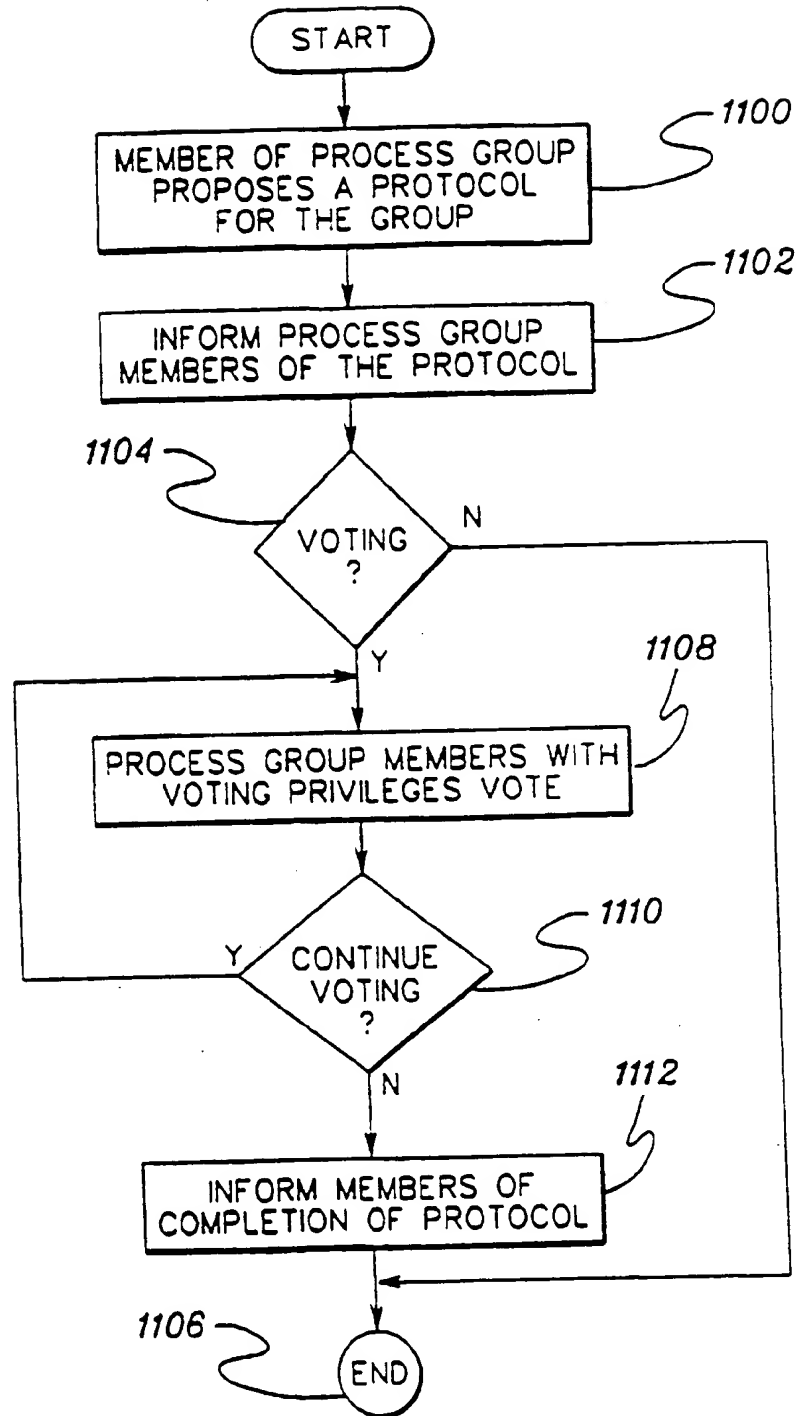 START
1100
MEMBER OF PROCESS GROUP
PROPOSES A PROTOCOL
FOR THE GROUP
1102
INFORM PROCESS GROUP
MEMBERS OF THE PROTOCOL
1104
VOTING
?
N
Y
1108
PROCESS GROUP MEMBERS WITH
VOTING PRIVILEGES VOTE
1110
Y
CONTINUE
VOTING
?
N
1112
INFORM MEMBERS OF
COMPLETION OF PROTOCOL
1106
END